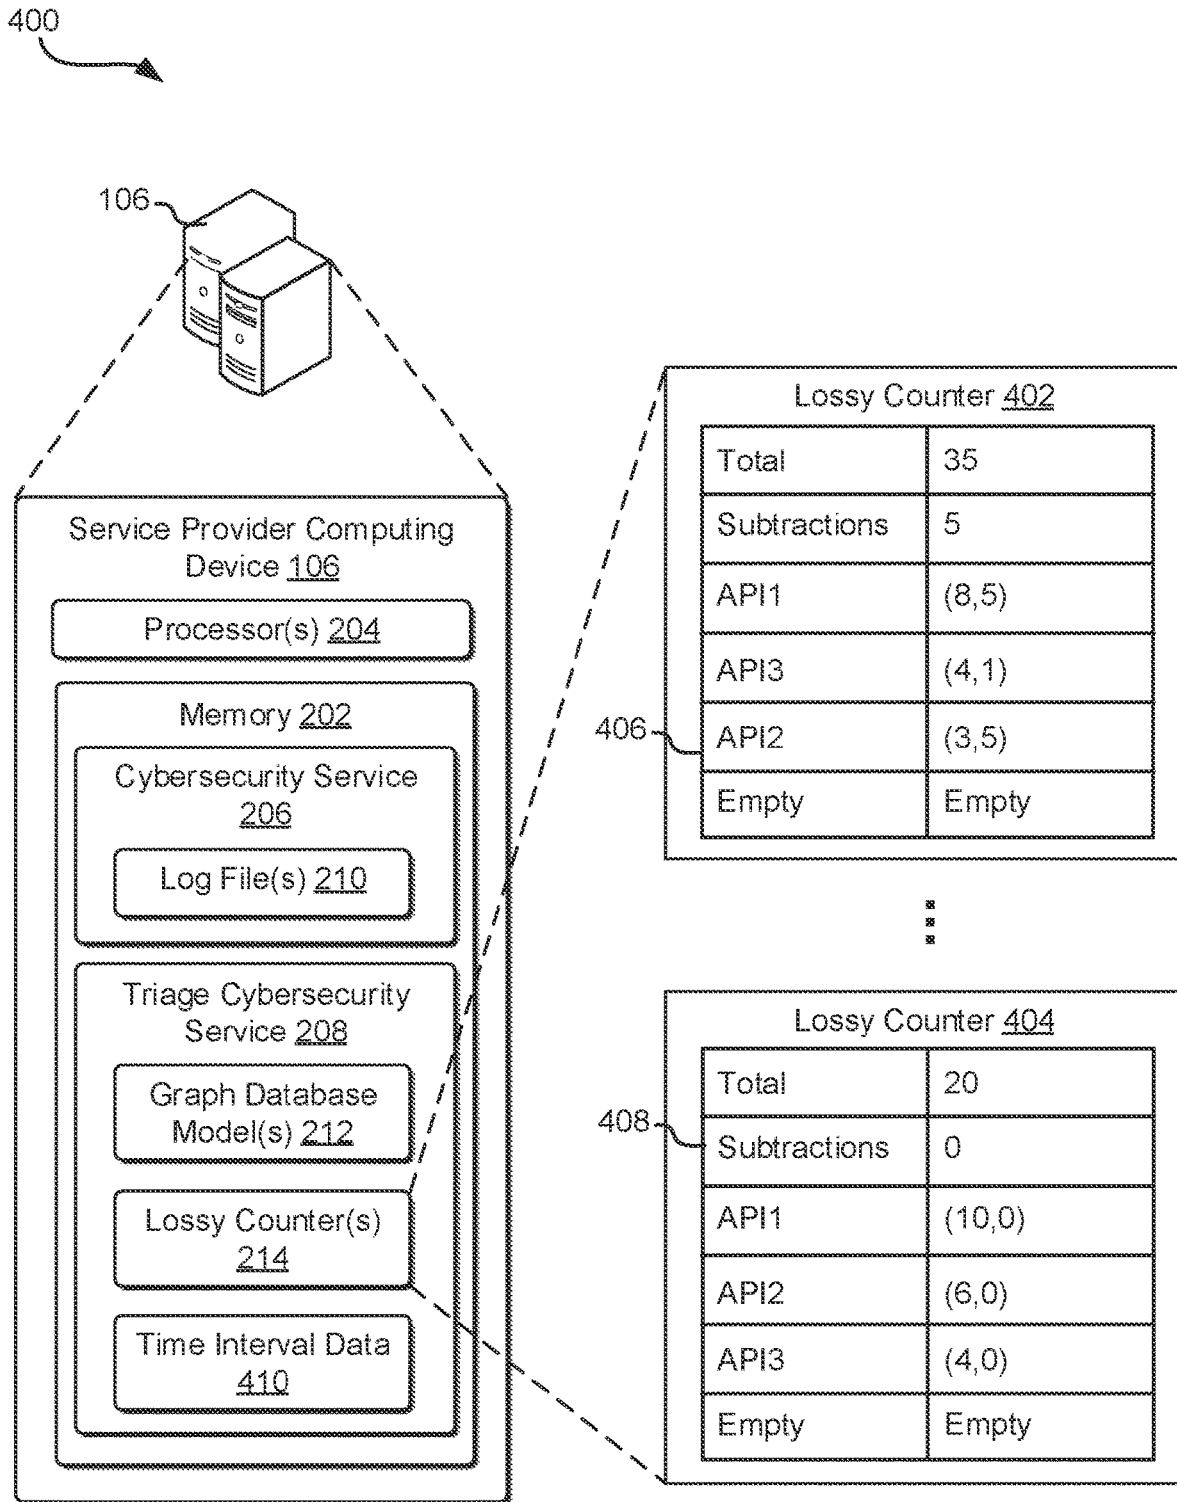 400
106
Service Provider Computing
Device 106
Processor(s) 204
Memory 202
Cybersecurity Service
206
Log File(s) 210
Triage Cybersecurity
Service 208
Graph Database
Model(s) 212
Lossy Counter(s)
214
Time Interval Data
410
Lossy Counter 402
Total 35
Subtractions 5
API1 (8,5)
API3 (4,1)
406
API2 (3,5)
Empty Empty
Lossy Counter 404
Total 20
408
Subtractions 0
API1 (10,0)
API2 (6,0)
API3 (4,0)
Empty Empty